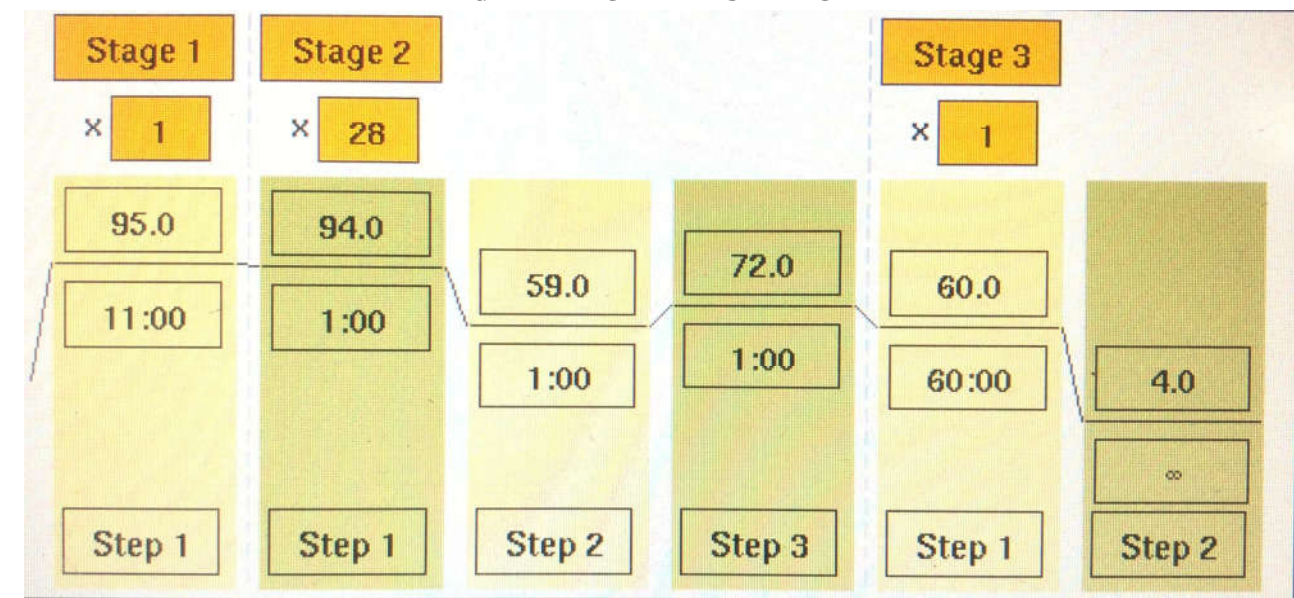 Stage 1
Stage 2
Stage 3
× 1
× 28
× 1
95.0
94.0
59.0
72.0
60.0
4.0
11:00
1:00
1:00
1:00
60:00
∞
Step 1
Step 1
Step 2
Step 3
Step 1
Step 2